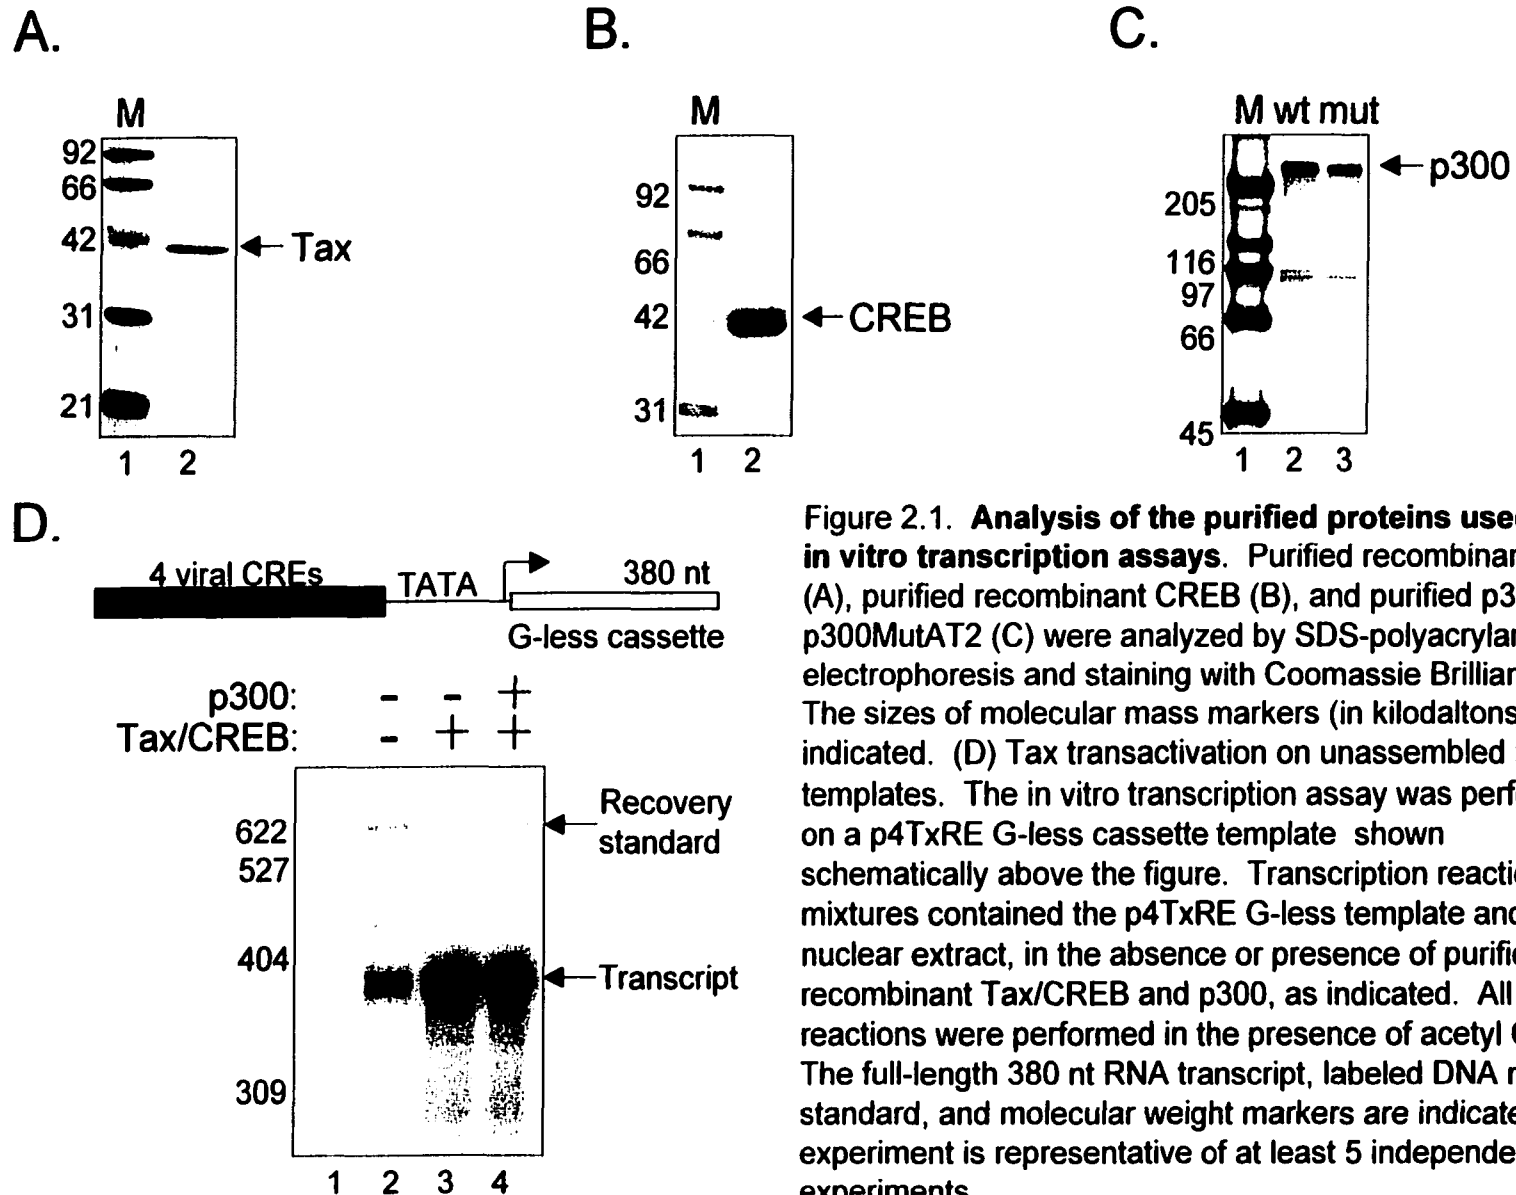 A.
M
92
66
42
31
21
Tax
1 2
B.
M
92
66
42
31
CREB
1 2
C.
M wt mut
205
116
97
66
45
p300
1 2 3
D.
4 viral CREs
TATA
380 nt
G-less cassette
p300: - - +
Tax/CREB: - + +
622
527
404
309
Recovery
standard
Transcript
1 2 3 4
Figure 2.1. Analysis of the purified proteins use
in vitro transcription assays. Purified recombinan
(A), purified recombinant CREB (B), and purified p3
p300MutAT2 (C) were analyzed by SDS-polyacrylar
electrophoresis and staining with Coomassie Brillian
The sizes of molecular mass markers (in kilodaltons
indicated. (D) Tax transactivation on unassembled
templates. The in vitro transcription assay was perf
on a p4TxRE G-less cassette template shown
schematically above the figure. Transcription reacti
mixtures contained the p4TxRE G-less template and
nuclear extract, in the absence or presence of purifi
recombinant Tax/CREB and p300, as indicated. All
reactions were performed in the presence of acetyl
The full-length 380 nt RNA transcript, labeled DNA
standard, and molecular weight markers are indicate
experiment is representative of at least 5 independe
experiments